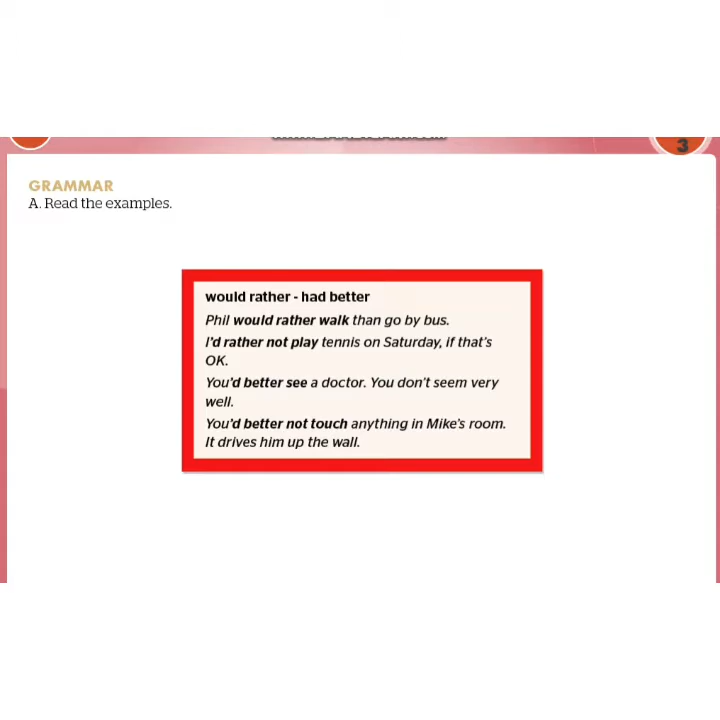 3
GRAMMAR
A. Read the examples.
would rather - had better
Phil would rather walk than go by bus.
I'd rather not play tennis on Saturday, if that's
OK.
You'd better see a doctor. You don't seem very
well.
You'd better not touch anything in Mike's room.
It drives him up the wall.